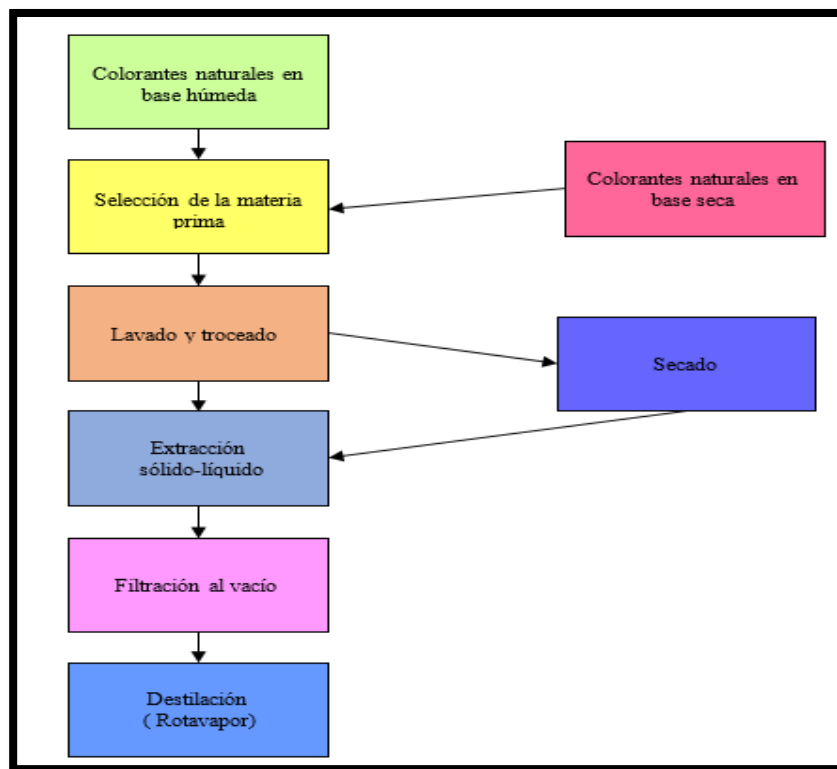 Colorantes naturales en
base húmeda
Selección de la materia
prima
Colorantes naturales en
base seca
Lavado y troceado
Secado
Extracción
sólido-líquido
Filtración al vacío
Destilación
( Rotavapor)